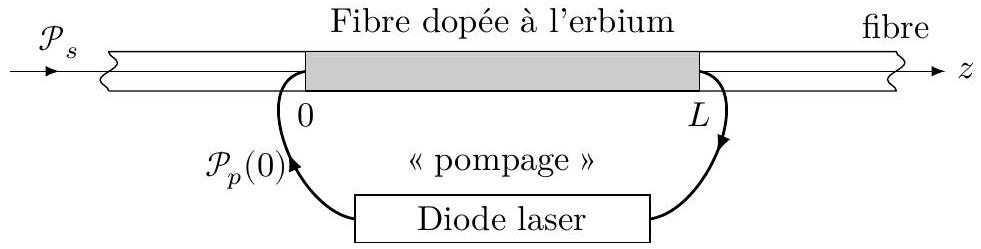 Fibre dopée à l'erbium
fibre
𝒫s
z
0
L
𝒫p(0)
« pompage »
Diode laser